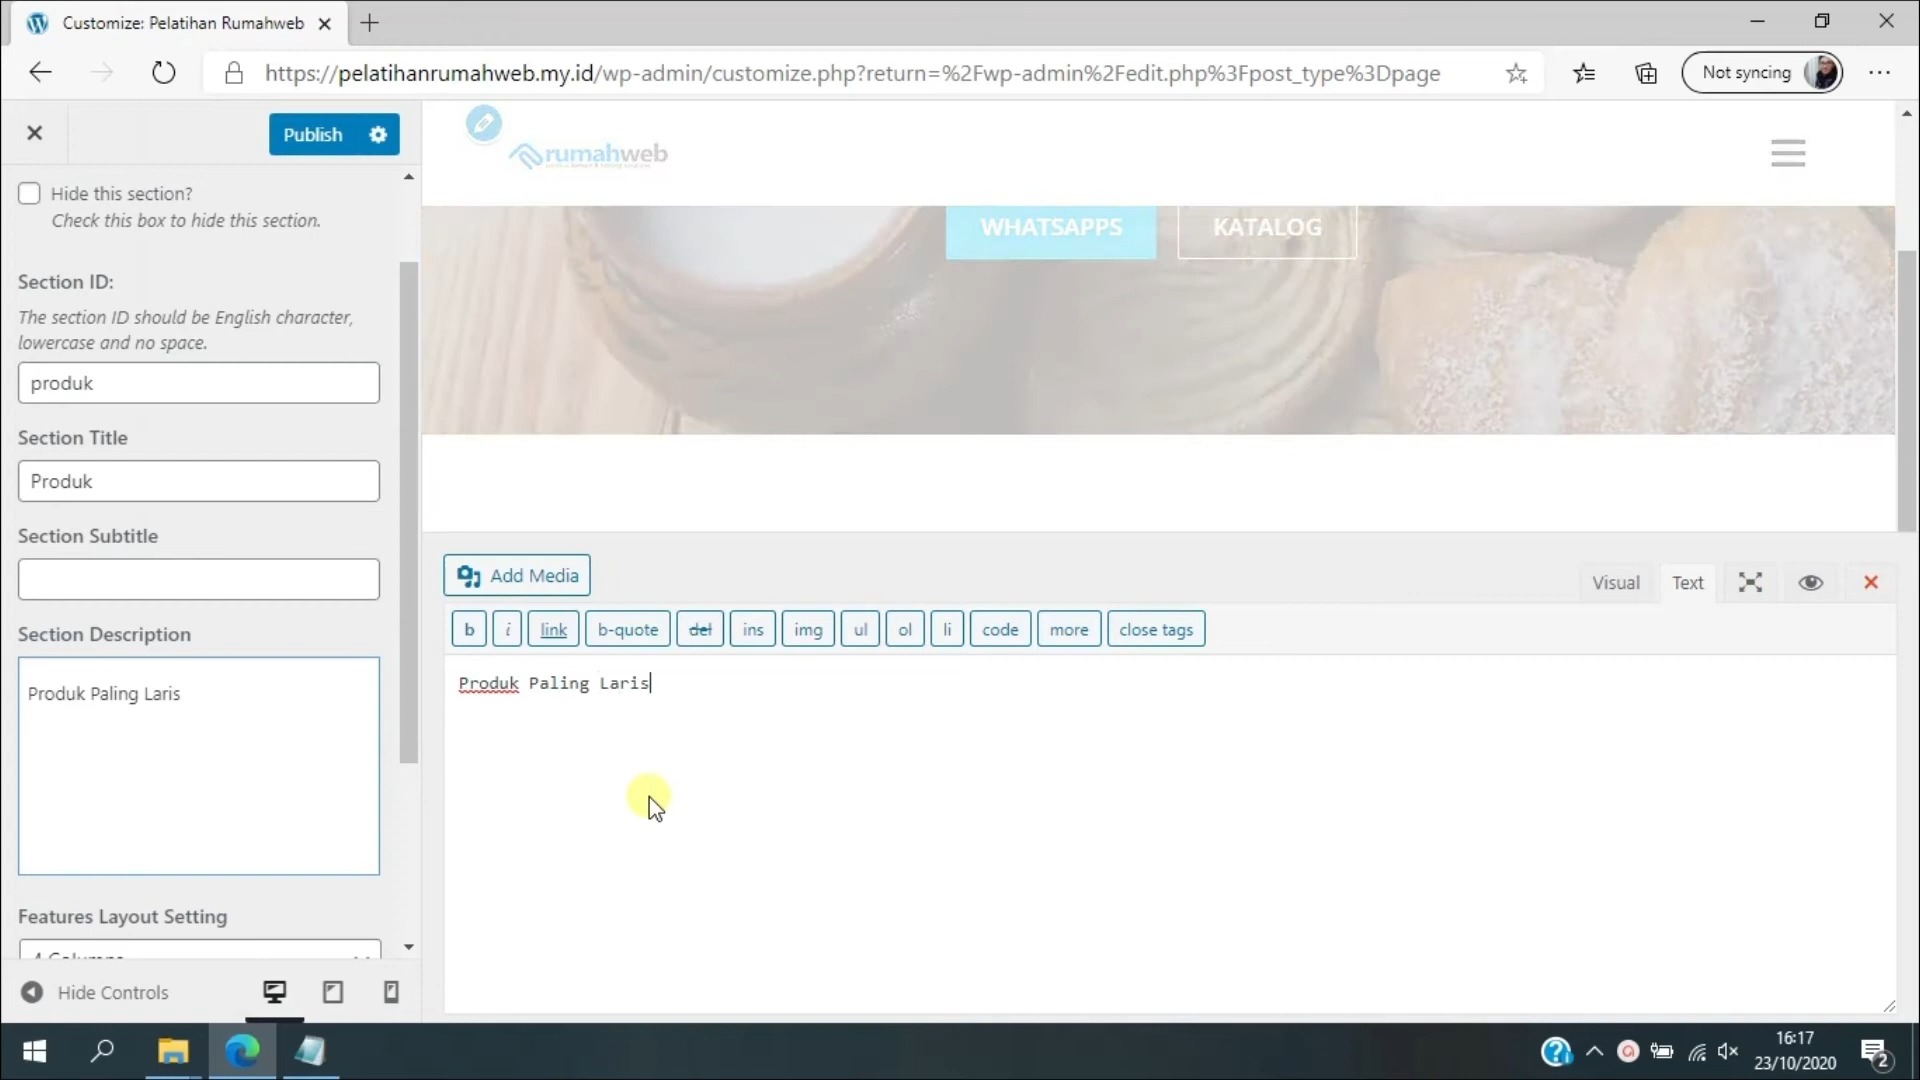 Customize: Pelatihan Rumahweb
https://pelatihanrumahweb.my.id/wp-admin/customize.php?return=%2Fwp-admin%2Fedit.php%3Fpost_type%3Dpage
Not syncing
Publish
Hide this section?
Check this box to hide this section.
Section ID:
The section ID should be English character,
lowercase and no space.
produk
Section Title
Produk
Section Subtitle
Section Description
Produk Paling Laris
Features Layout Setting
4 Columns
Hide Controls
rumahweb
WHATSAPPS
KATALOG
Add Media
Visual
Text
b
i
link
b-quote
del
ins
img
ul
ol
li
code
more
close tags
Produk Paling Laris
16:17
23/10/2020
2